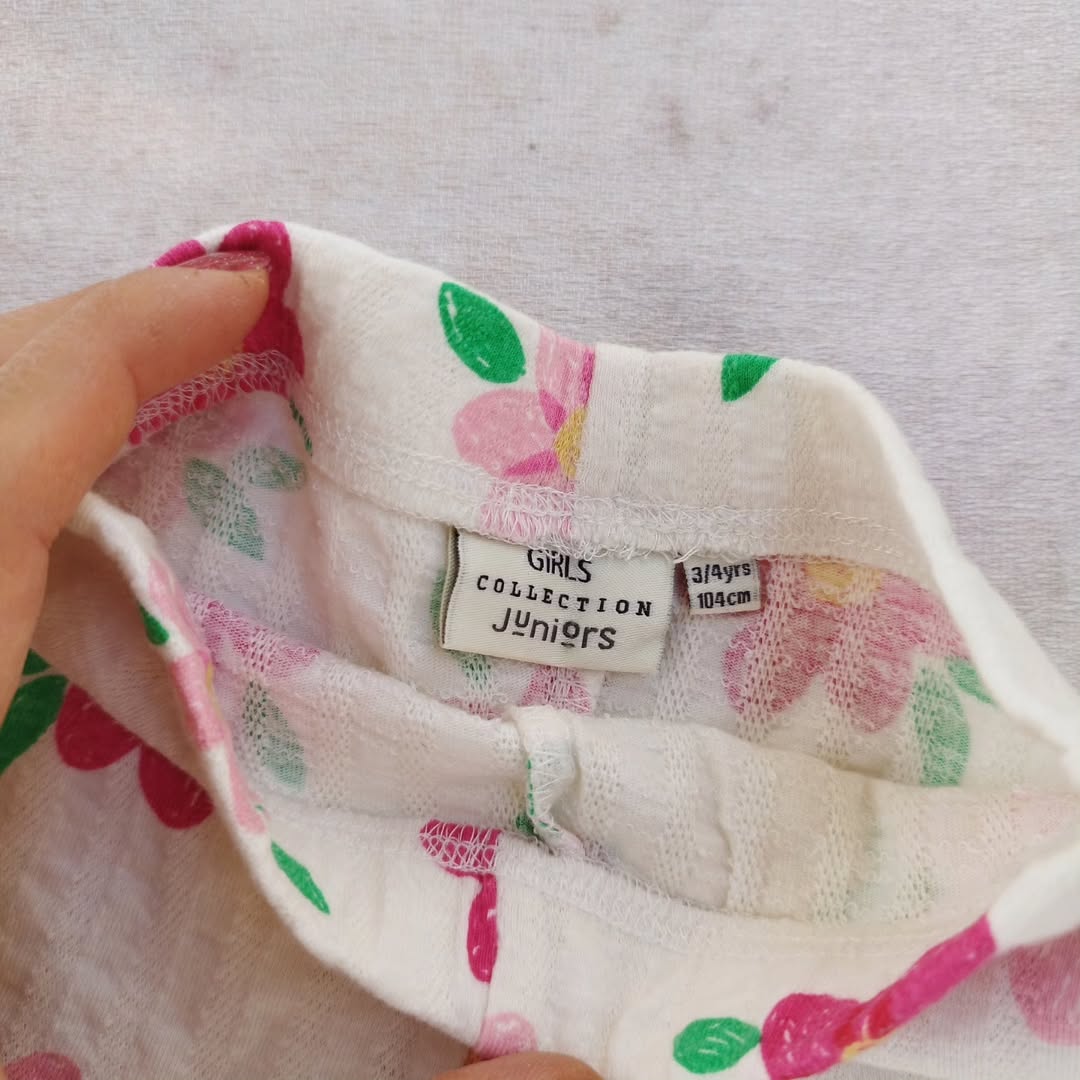 GiRLS
COLLECTION
Juniors
3/4yrs
104cm